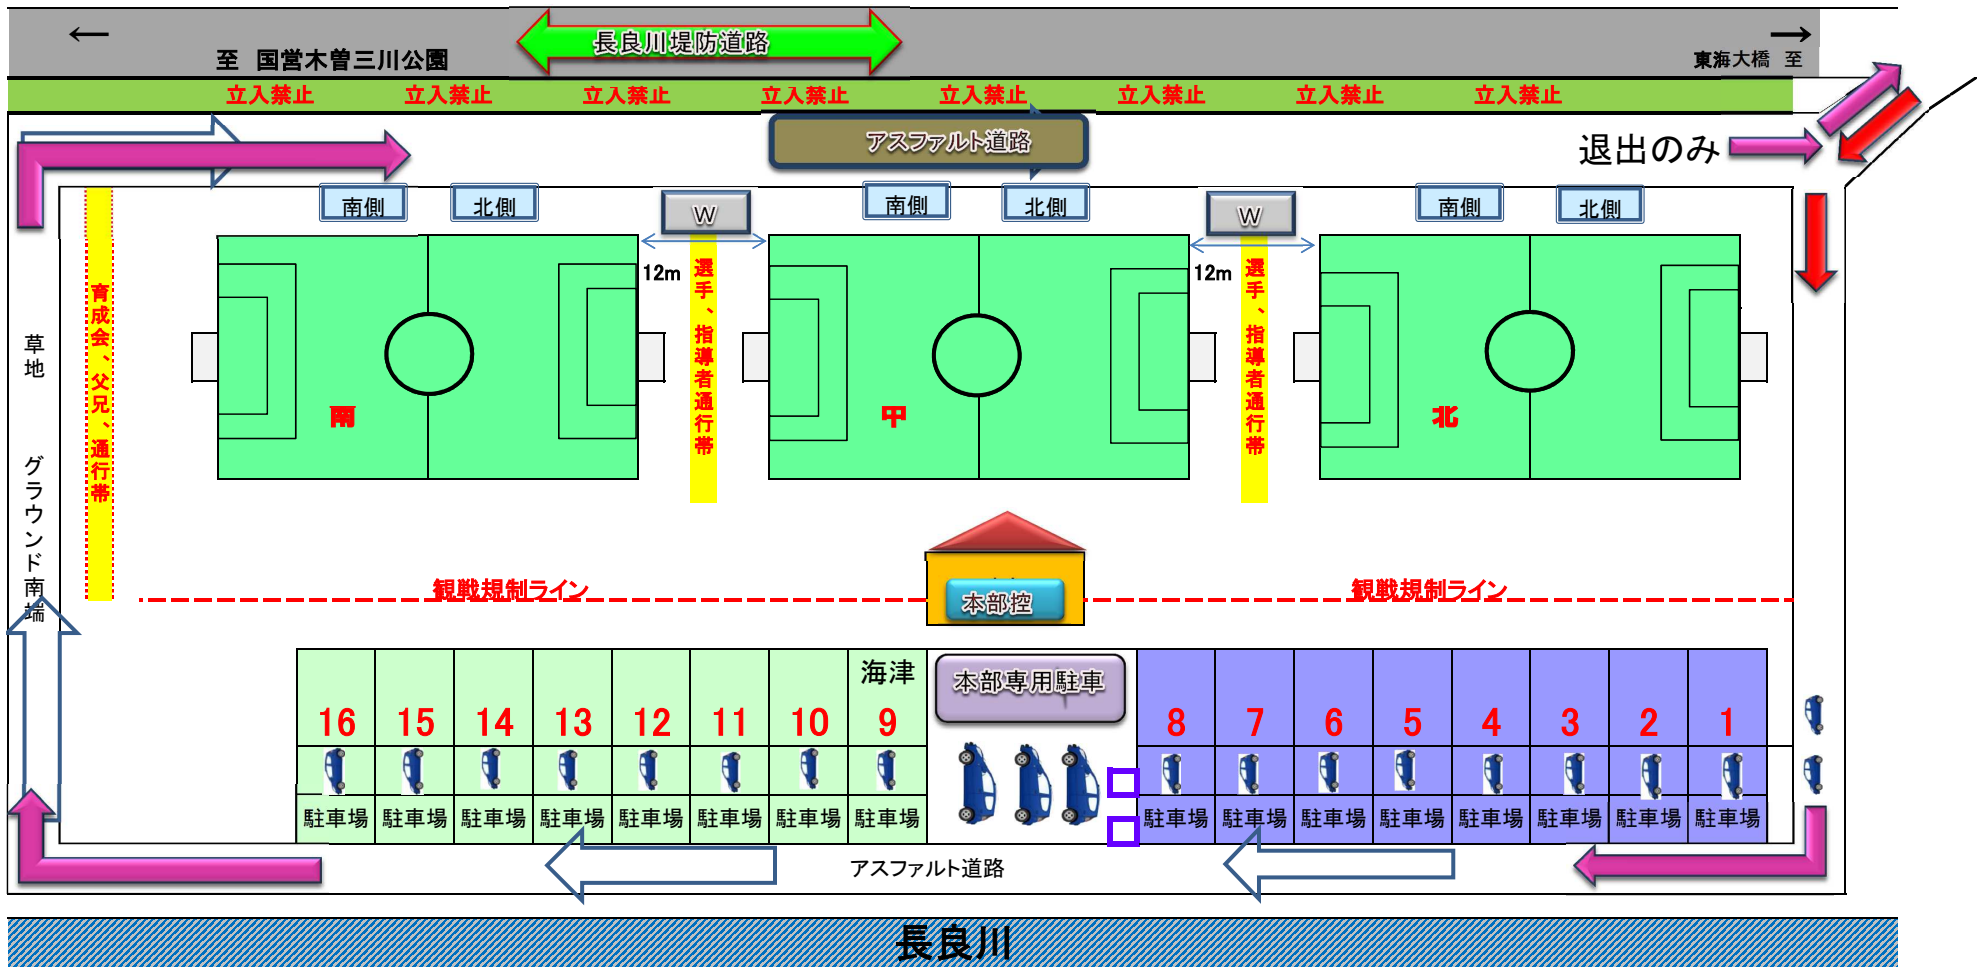 ← →
長良川堤防道路
至 国営木曽三川公園
東海大橋 至
立入禁止 立入禁止 立入禁止 立入禁止 立入禁止 立入禁止 立入禁止 立入禁止
アスファルト道路
退出のみ
南側 北側 W 南側 北側 W 南側 北側
12m 12m
選手、指導者通行帯
選手、指導者通行帯
育成会、父兄、通行帯
草地 グラウンド南端
南 中 北
観戦規制ライン 観戦規制ライン
本部控
海津
本部専用駐車
16 15 14 13 12 11 10 9 8 7 6 5 4 3 2 1
駐車場 駐車場 駐車場 駐車場 駐車場 駐車場 駐車場 駐車場 駐車場 駐車場 駐車場 駐車場 駐車場 駐車場 駐車場 駐車場
アスファルト道路
長良川